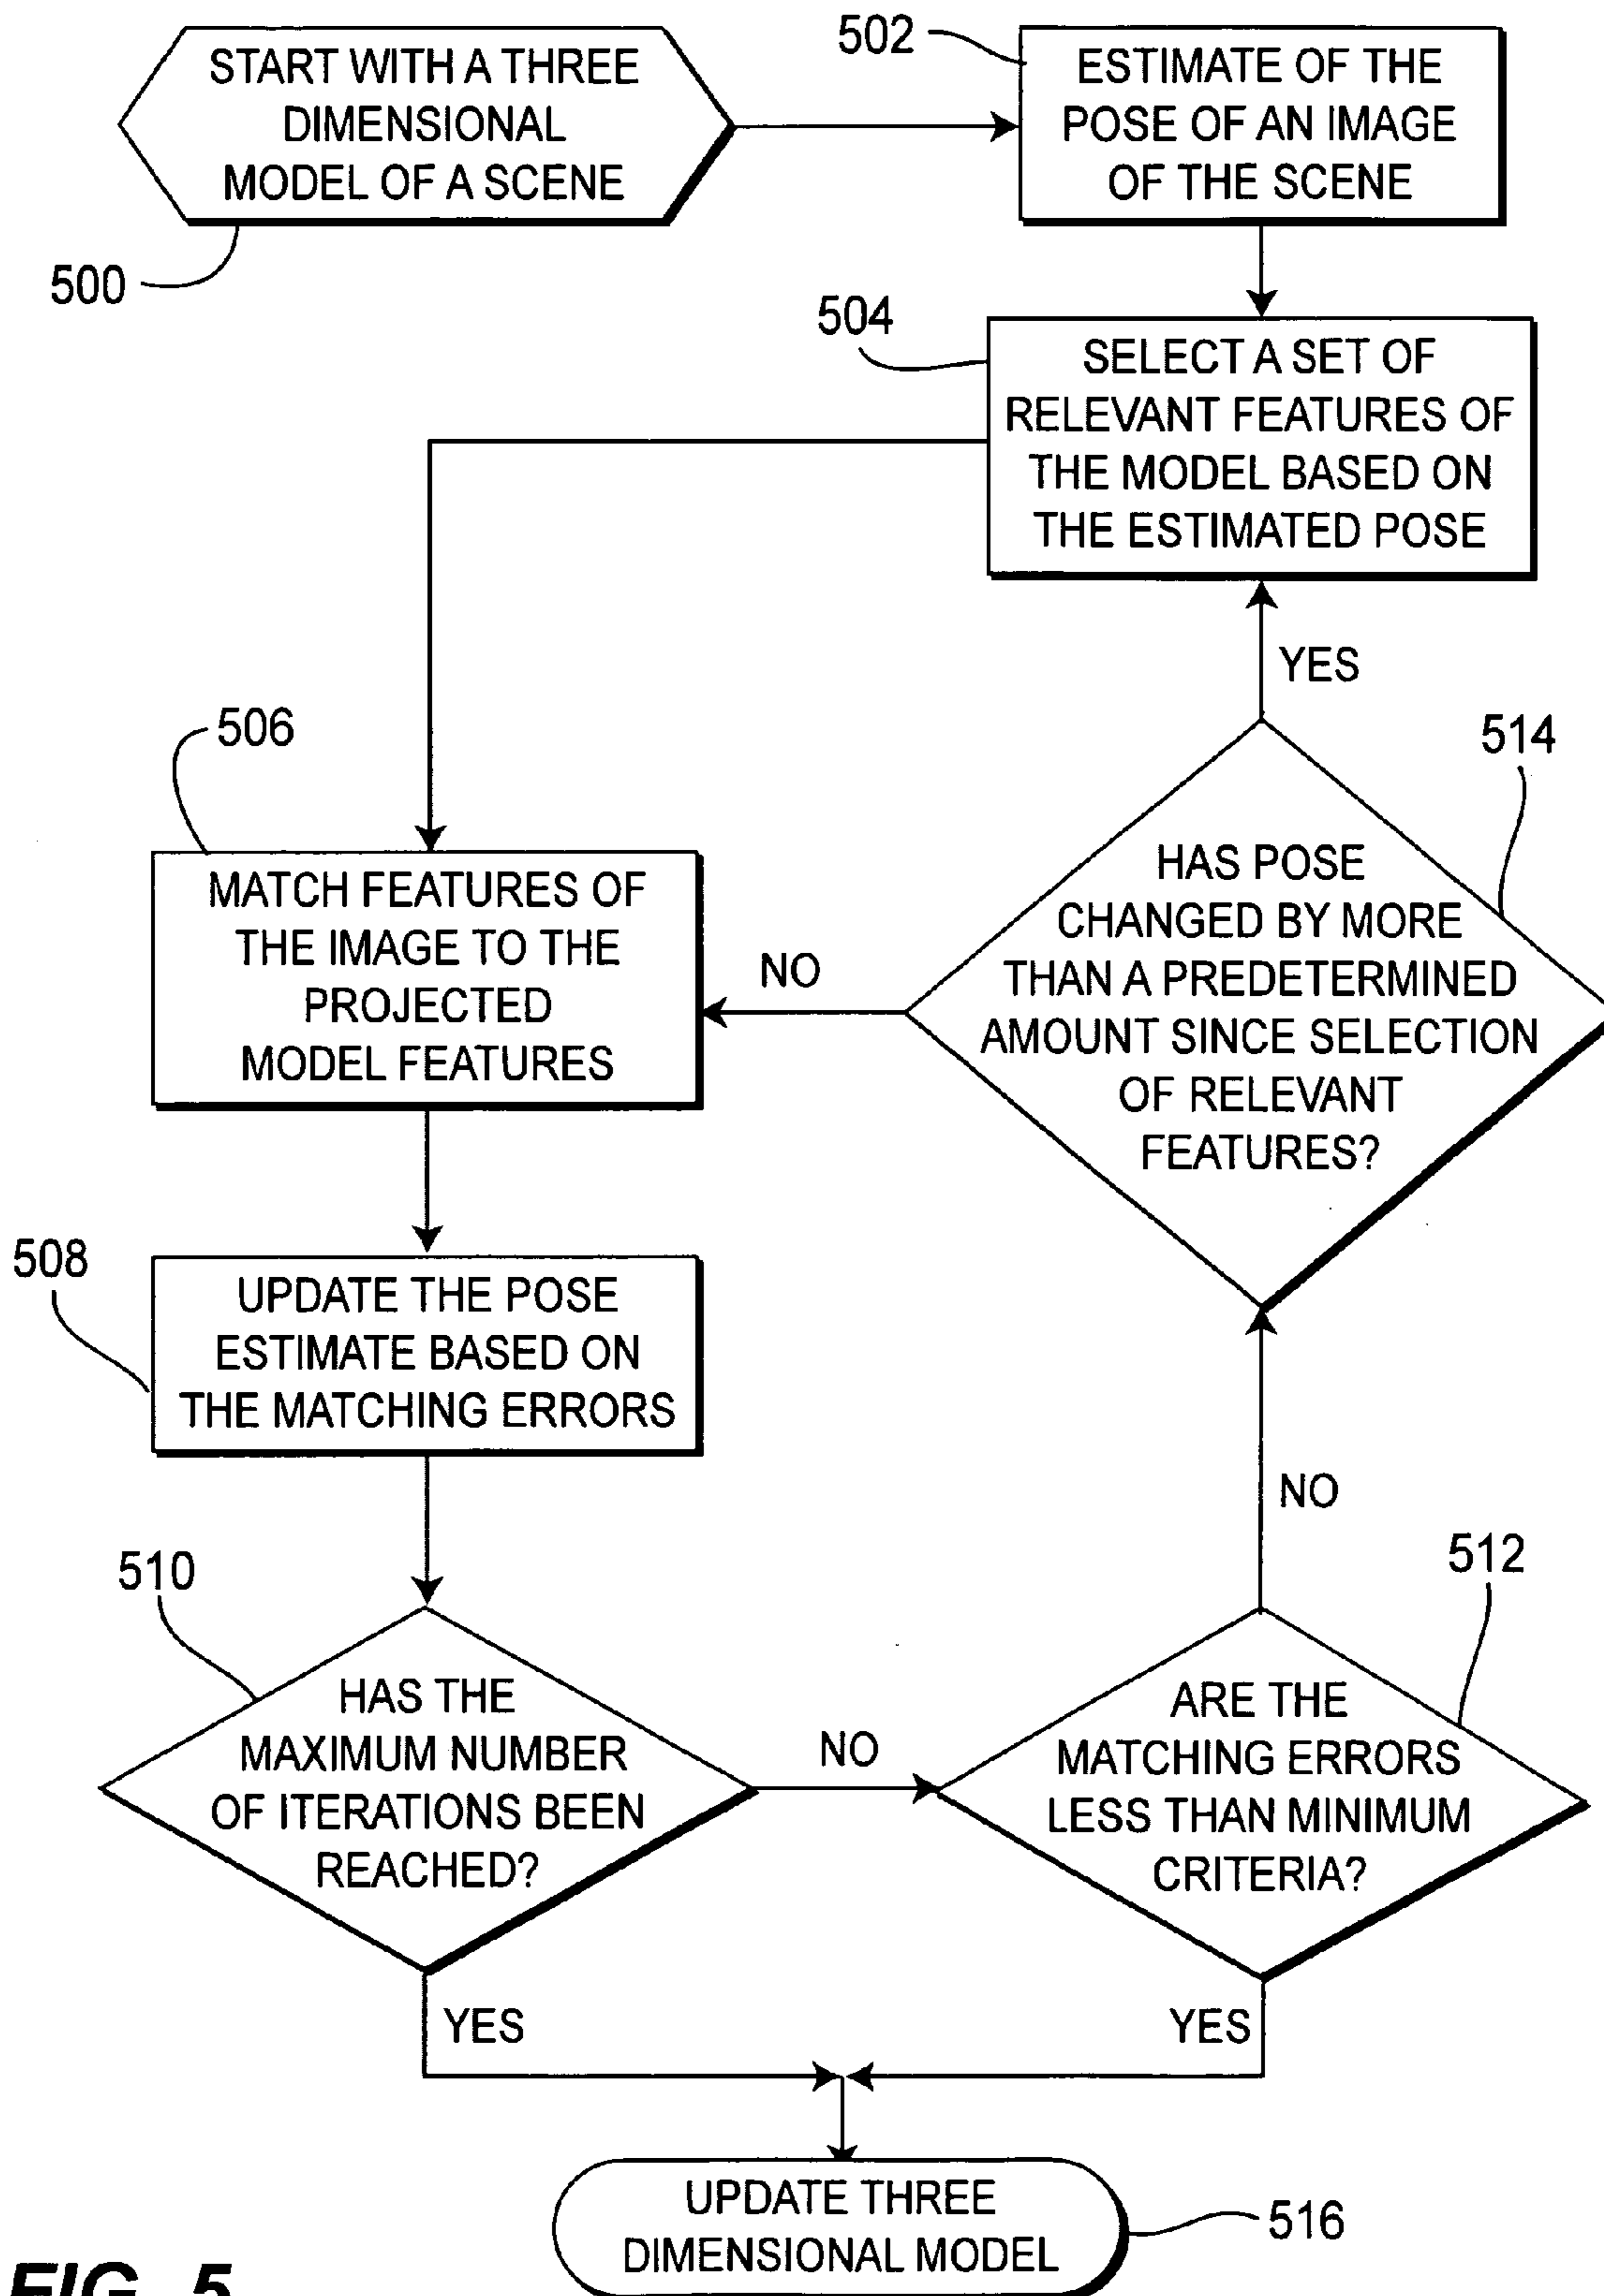 START WITH A THREE
DIMENSIONAL
MODEL OF A SCENE
500
502
ESTIMATE OF THE
POSE OF AN IMAGE
OF THE SCENE
504
SELECT A SET OF
RELEVANT FEATURES OF
THE MODEL BASED ON
THE ESTIMATED POSE
YES
506
MATCH FEATURES OF
THE IMAGE TO THE
PROJECTED
MODEL FEATURES
NO
514
HAS POSE
CHANGED BY MORE
THAN A PREDETERMINED
AMOUNT SINCE SELECTION
OF RELEVANT
FEATURES?
508
UPDATE THE POSE
ESTIMATE BASED ON
THE MATCHING ERRORS
NO
510
HAS THE
MAXIMUM NUMBER
OF ITERATIONS BEEN
REACHED?
NO
512
ARE THE
MATCHING ERRORS
LESS THAN MINIMUM
CRITERIA?
YES
YES
UPDATE THREE
DIMENSIONAL MODEL
516
FIG. 5